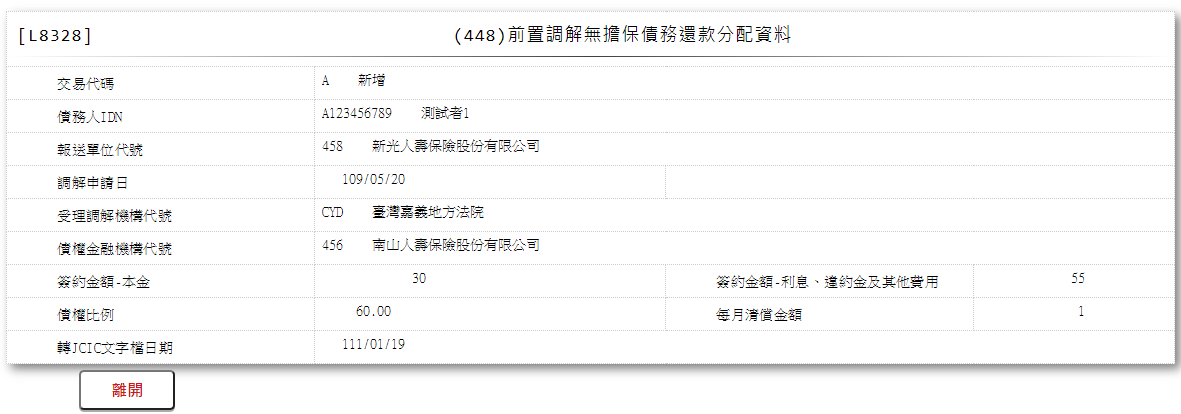 [L8328] (448)前置調解無擔保債務還款分配資料
交易代碼 A 新增
債務人IDN A123456789 測試者1
報送單位代號 458 新光人壽保險股份有限公司
調解申請日 109/05/20
受理調解機構代號 CYD 臺灣嘉義地方法院
債權金融機構代號 456 南山人壽保險股份有限公司
簽約金額-本金 30 簽約金額-利息、違約金及其他費用 55
債權比例 60.00 每月清償金額 1
轉JCIC文字檔日期 111/01/19
離開